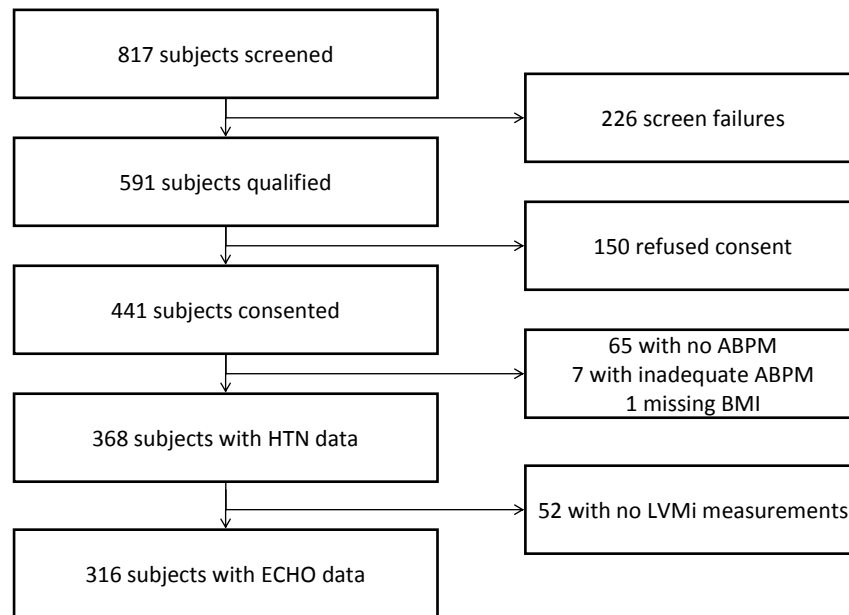 817 subjects screened
226 screen failures
591 subjects qualified
150 refused consent
441 subjects consented
65 with no ABPM
7 with inadequate ABPM
1 missing BMI
368 subjects with HTN data
52 with no LVMi measurements
316 subjects with ECHO data